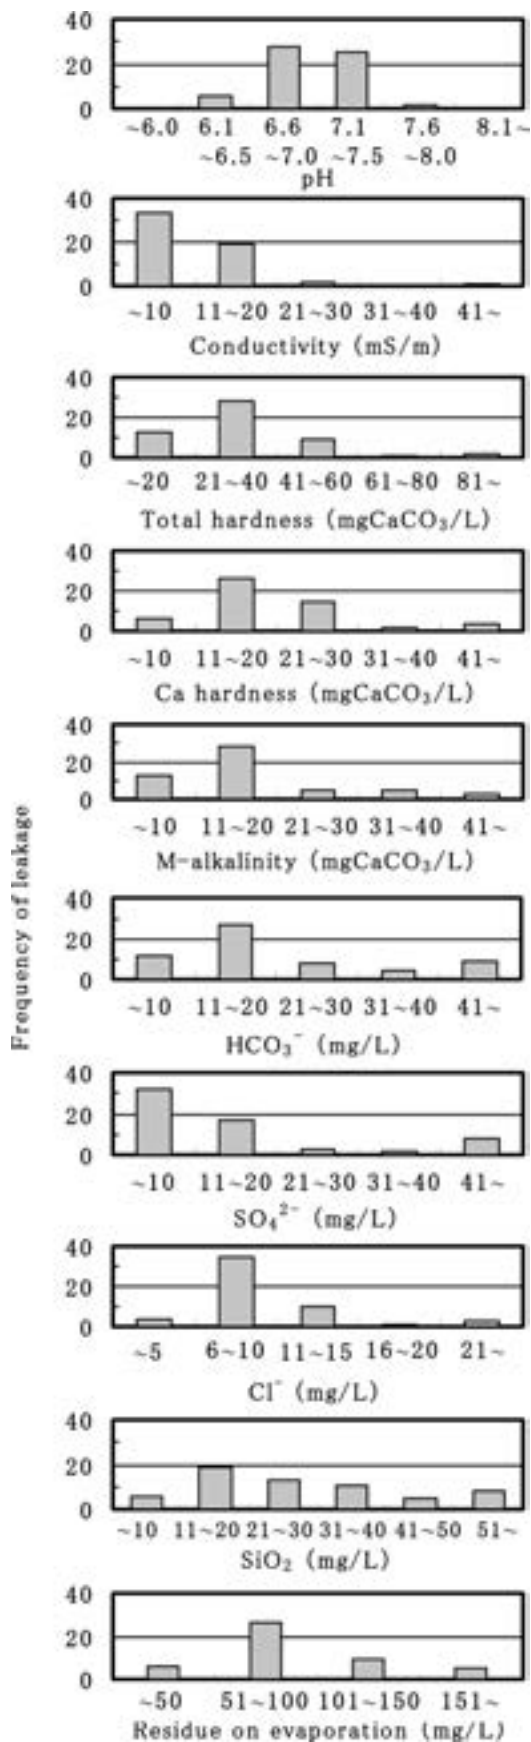 Frequency of leakage
40
20
0
~6.0 6.1 6.6 7.1 7.6 8.1~
~6.5 ~7.0 ~7.5 ~8.0
pH
40
20
0
~10 11~20 21~30 31~40 41~
Conductivity (mS/m)
40
20
0
~20 21~40 41~60 61~80 81~
Total hardness (mgCaCO₃/L)
40
20
0
~10 11~20 21~30 31~40 41~
Ca hardness (mgCaCO₃/L)
40
20
0
~10 11~20 21~30 31~40 41~
M-alkalinity (mgCaCO₃/L)
40
20
0
~10 11~20 21~30 31~40 41~
HCO₃⁻ (mg/L)
40
20
0
~10 11~20 21~30 31~40 41~
SO₄²⁻ (mg/L)
40
20
0
~5 6~10 11~15 16~20 21~
Cl⁻ (mg/L)
40
20
0
~10 11~20 21~30 31~40 41~50 51~
SiO₂ (mg/L)
40
20
0
~50 51~100 101~150 151~
Residue on evaporation (mg/L)